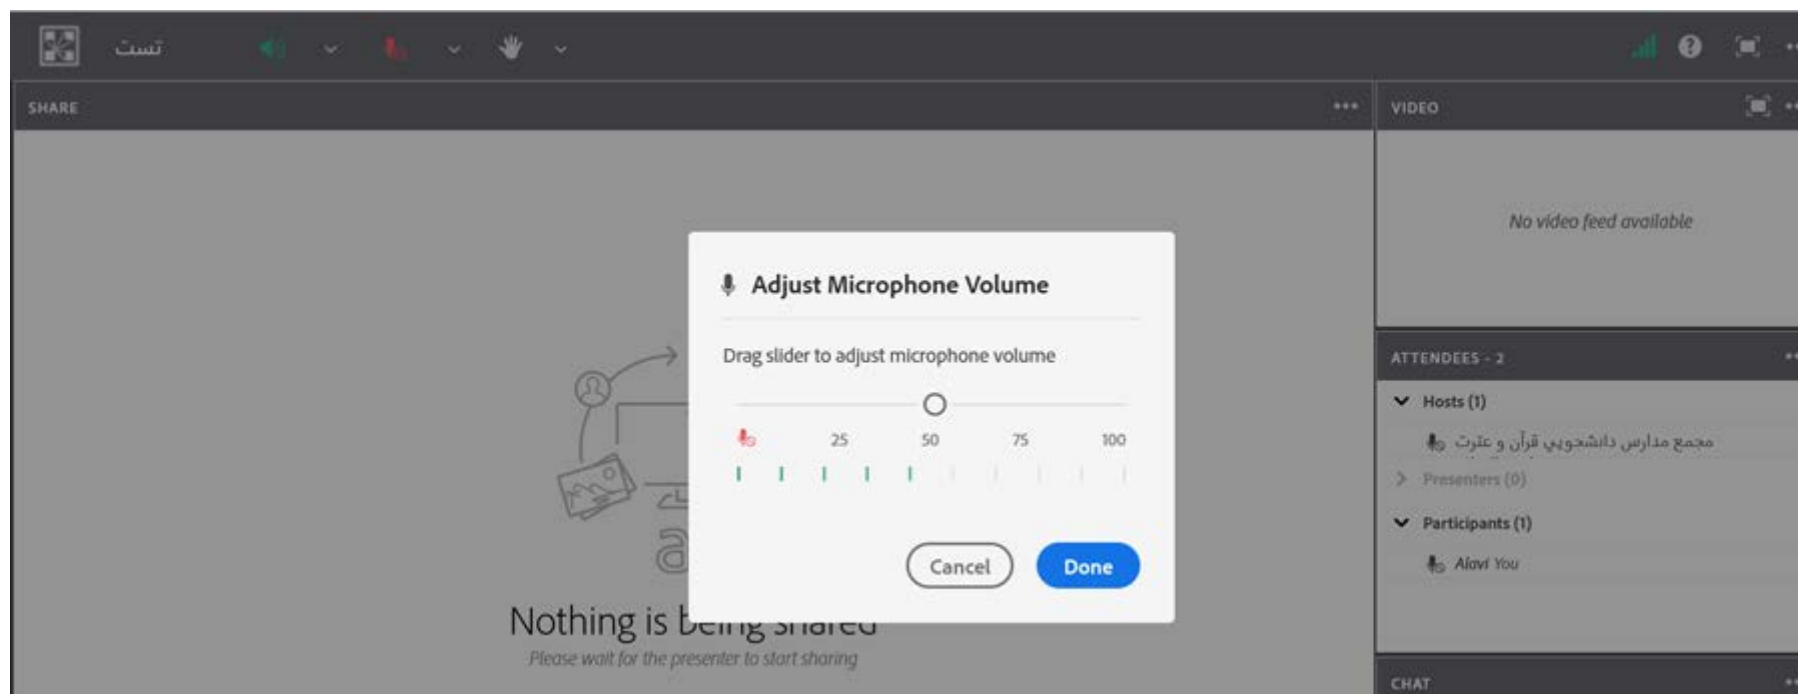 تست
SHARE
VIDEO
No video feed available
Adjust Microphone Volume
Drag slider to adjust microphone volume
25 50 75 100
Cancel Done
Nothing is being shared
Please wait for the presenter to start sharing
ATTENDEES - 2
Hosts (1)
مجمع مدارس دانشجويي قرآن و عترت
Presenters (0)
Participants (1)
Alavi You
CHAT